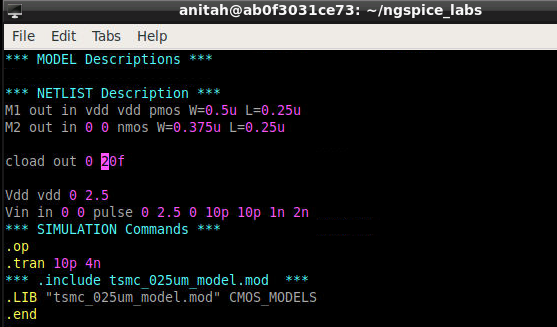 anitah@ab0f3031ce73: ~/ngspice_labs
File Edit Tabs Help
*** MODEL Descriptions ***
*** NETLIST Description ***
M1 out in vdd vdd pmos W=0.5u L=0.25u
M2 out in 0 0 nmos W=0.375u L=0.25u
cload out 0 20f
Vdd vdd 0 2.5
Vin in 0 0 pulse 0 2.5 0 10p 10p 1n 2n
*** SIMULATION Commands ***
.op
.tran 10p 4n
*** .include tsmc_025um_model.mod  ***
.LIB "tsmc_025um_model.mod" CMOS_MODELS
.end